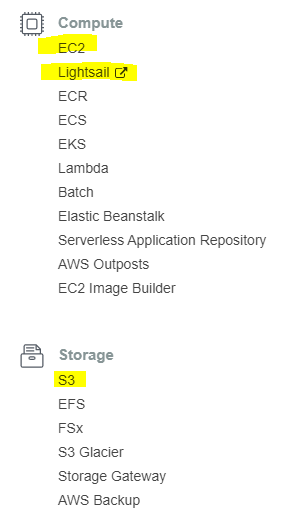 Compute
EC2
Lightsail
ECR
ECS
EKS
Lambda
Batch
Elastic Beanstalk
Serverless Application Repository
AWS Outposts
EC2 Image Builder
Storage
S3
EFS
FSx
S3 Glacier
Storage Gateway
AWS Backup